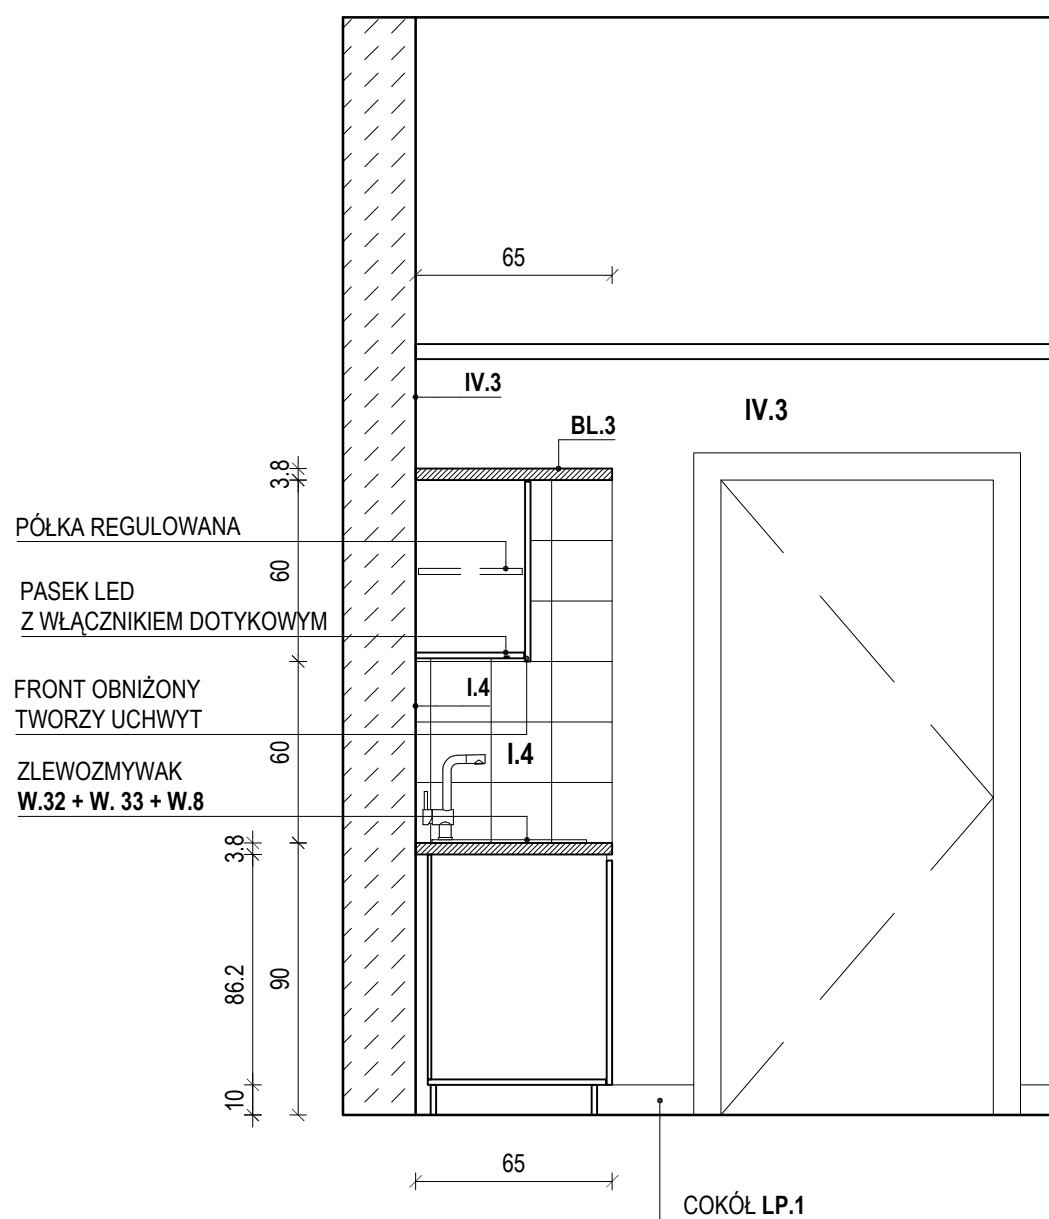 65
IV.3
IV.3
BL.3
3.8
PÓŁKA REGULOWANA
60
PASEK LED
Z WŁĄCZNIKIEM DOTYKOWYM
FRONT OBNIŻONY
TWORZY UCHWYT
I.4
60
I.4
ZLEWOZMYWAK
W.32 + W. 33 + W.8
3.8
86.2
90
10
65
COKÓŁ LP.1